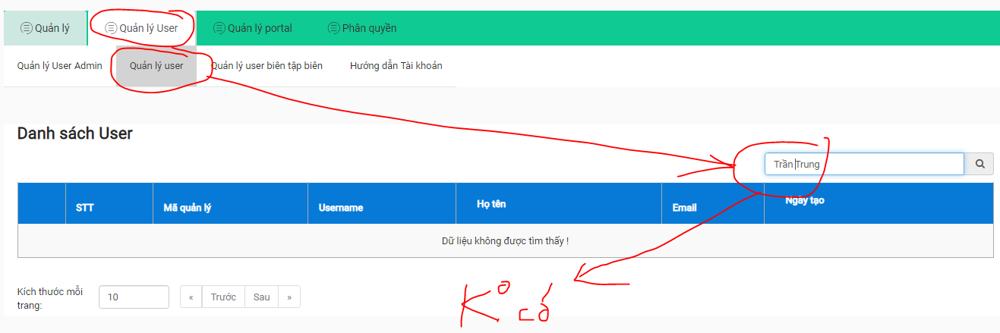 Quản lý Quản lý User Quản lý portal Phân quyền
Quản lý User Admin Quản lý user Quản lý user biên tập biên Hướng dẫn Tài khoản
Danh sách User
Trần Trung
STT Mã quản lý Username Họ tên Email Ngày tạo
Dữ liệu không được tìm thấy !
Kích thước mỗi
trang:
10 « Trước Sau »
K° có